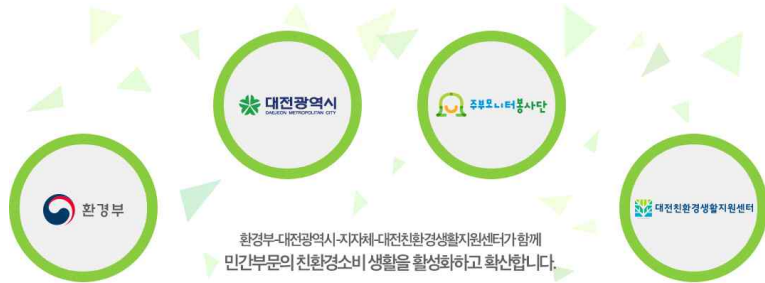 대전광역시
DAEJEON METROPOLITAN CITY
주부모니터봉사단
환경부
대전친환경생활지원센터
환경부-대전광역시-지자체-대전친환경생활지원센터가 함께
민간부문의 친환경소비 생활을 활성화하고 확산합니다.